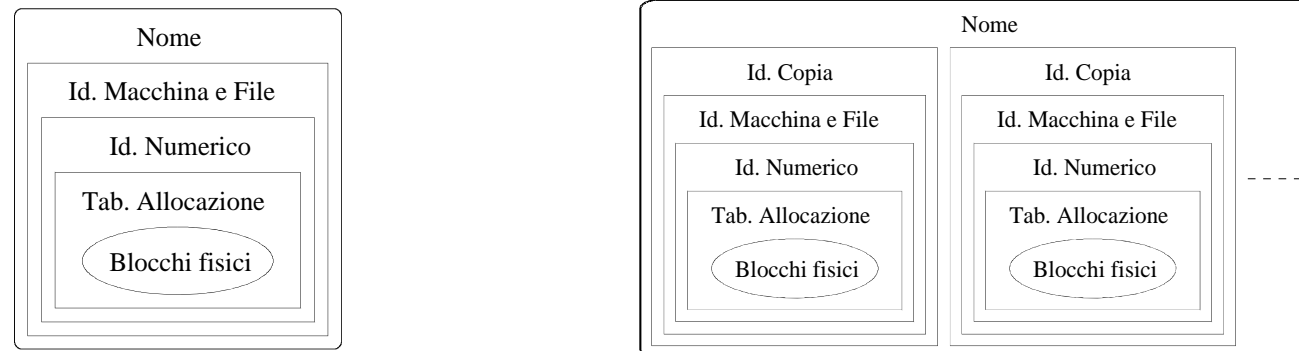 Nome
Id. Macchina e File
Id. Numerico
Tab. Allocazione
Blocchi fisici
Nome
Id. Copia
Id. Macchina e File
Id. Numerico
Tab. Allocazione
Blocchi fisici
Id. Copia
Id. Macchina e File
Id. Numerico
Tab. Allocazione
Blocchi fisici